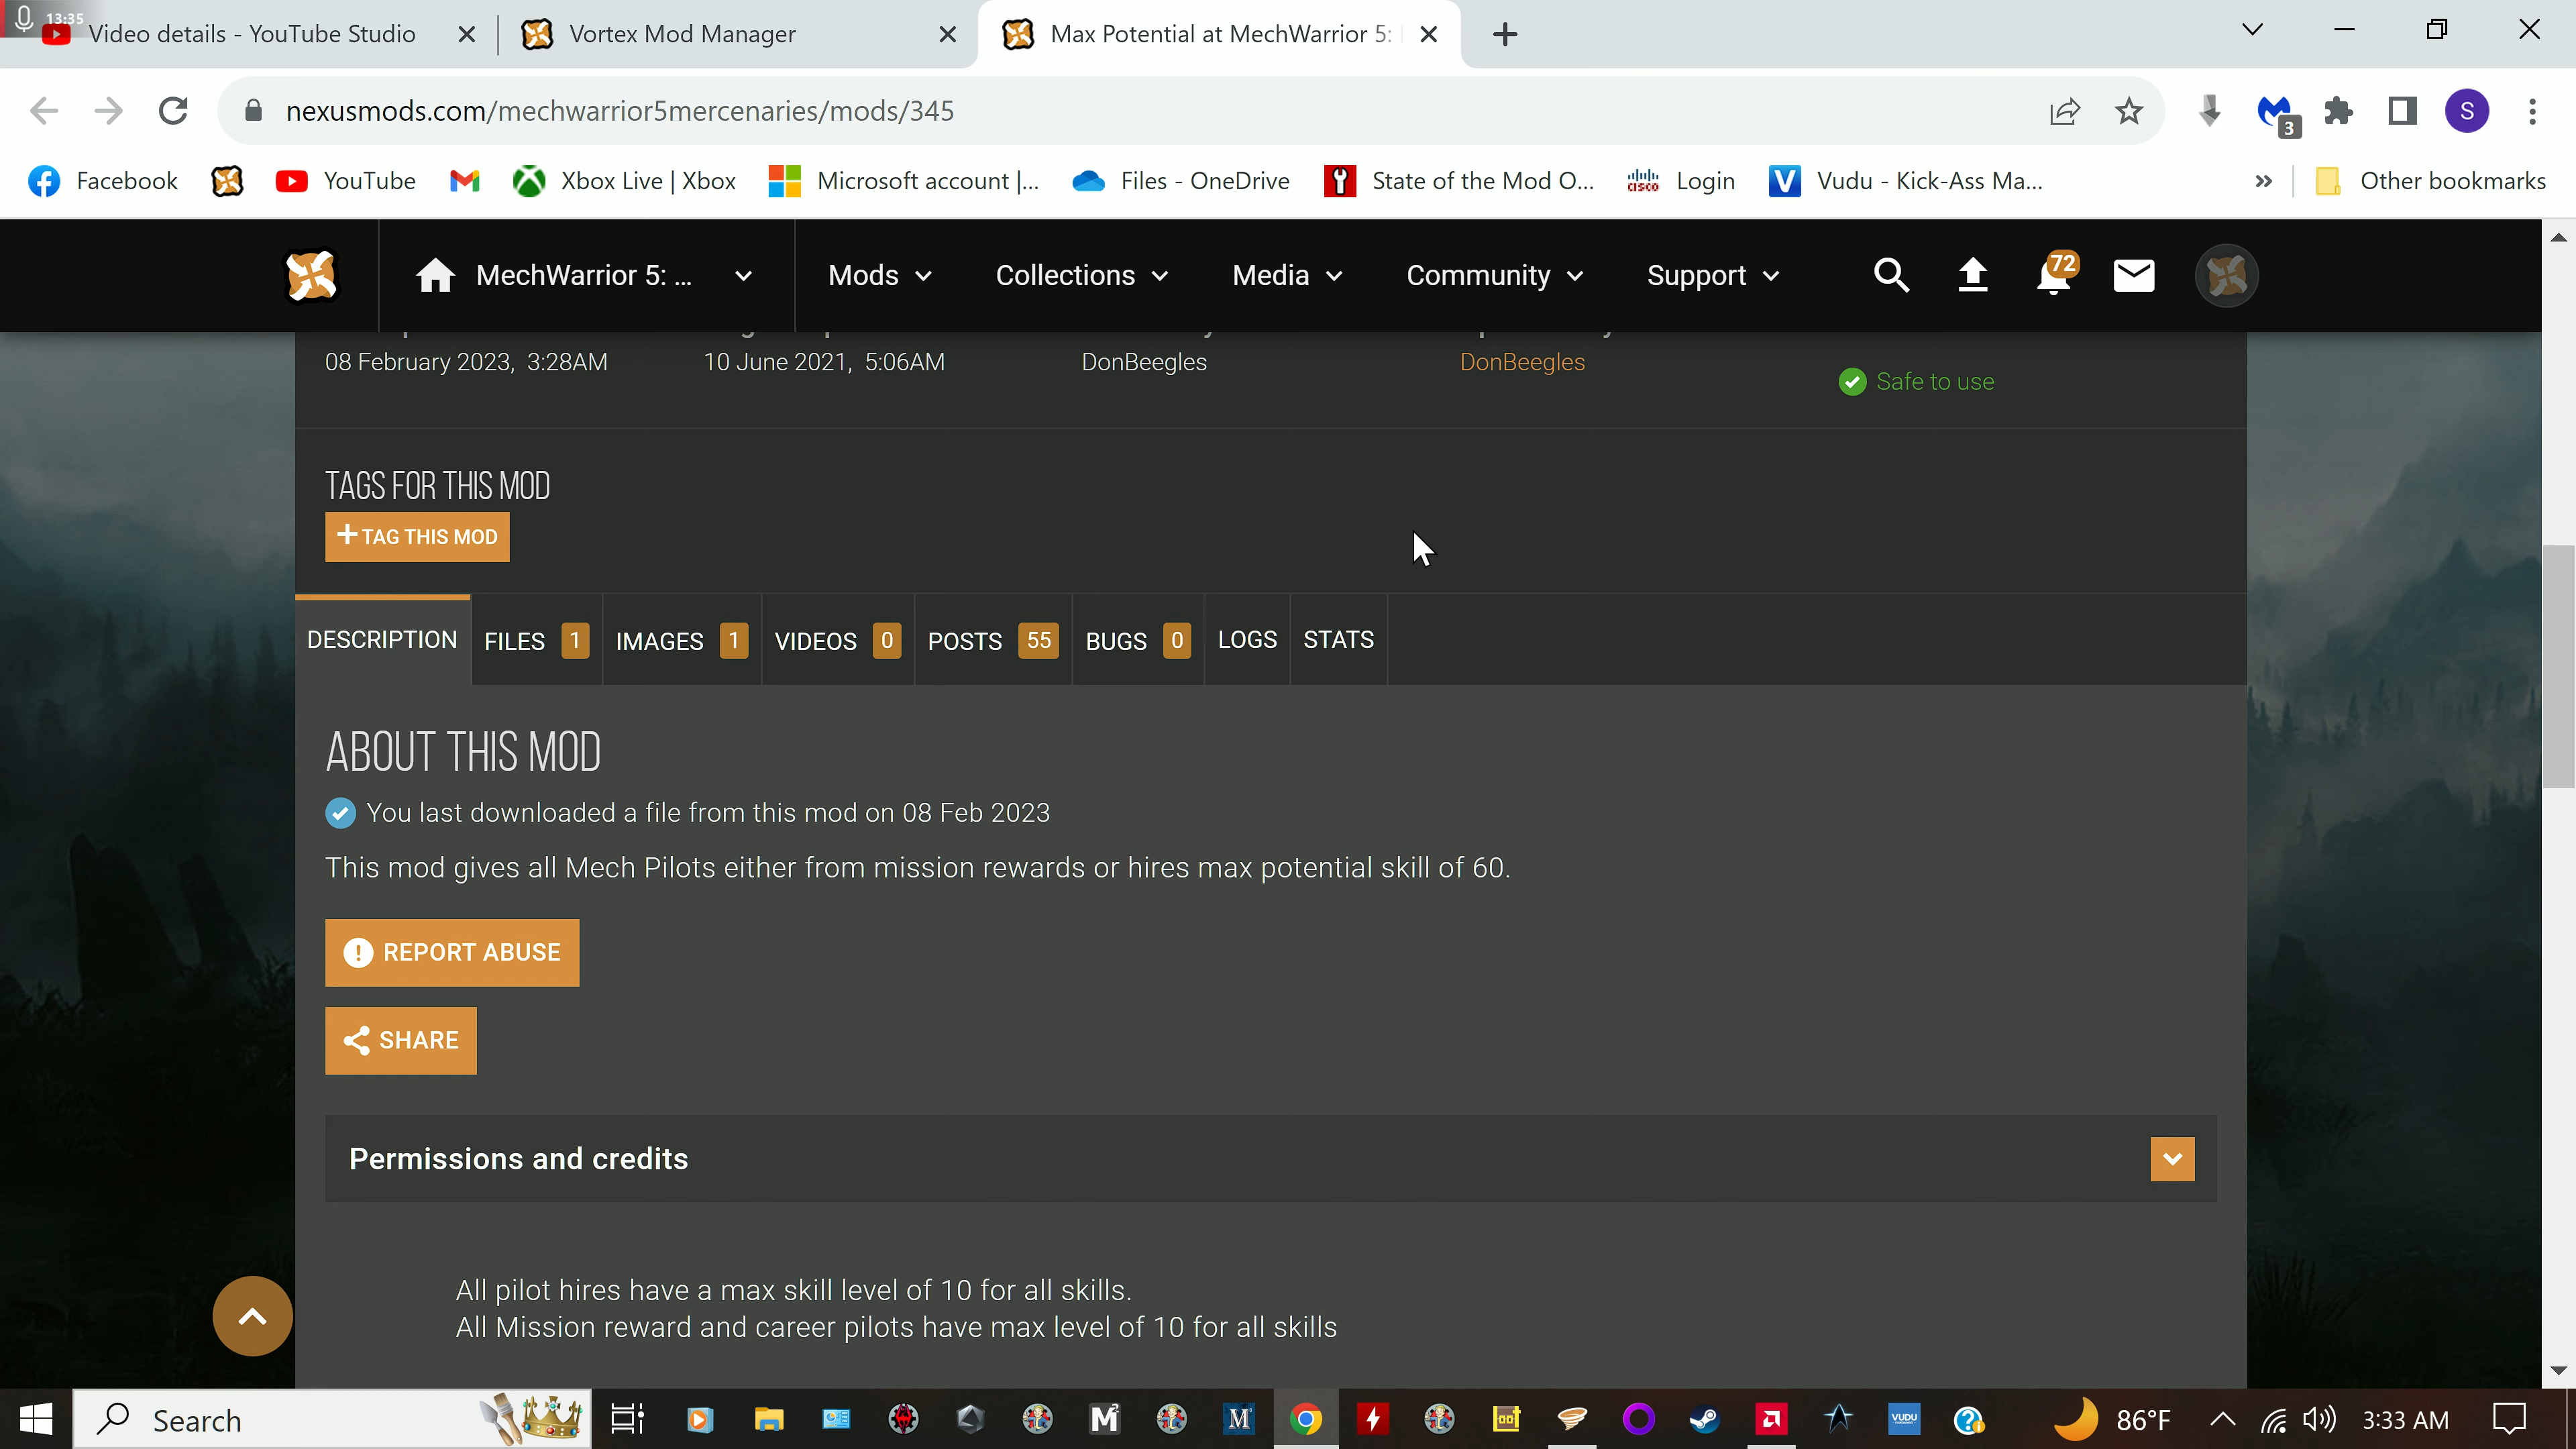 13:35
Video details - YouTube Studio
Vortex Mod Manager
Max Potential at MechWarrior 5:
nexusmods.com/mechwarrior5mercenaries/mods/345
3
S
Facebook
YouTube
Xbox Live | Xbox
Microsoft account |...
Files - OneDrive
State of the Mod O...
cisco
Login
V
Vudu - Kick-Ass Ma...
»
Other bookmarks
MechWarrior 5: ...
Mods
Collections
Media
Community
Support
72
08 February 2023, 3:28AM
10 June 2021, 5:06AM
DonBeegles
DonBeegles
Safe to use
TAGS FOR THIS MOD
+ TAG THIS MOD
DESCRIPTION
FILES 1
IMAGES 1
VIDEOS 0
POSTS 55
BUGS 0
LOGS
STATS
ABOUT THIS MOD
You last downloaded a file from this mod on 08 Feb 2023
This mod gives all Mech Pilots either from mission rewards or hires max potential skill of 60.
REPORT ABUSE
SHARE
Permissions and credits
All pilot hires have a max skill level of 10 for all skills.
All Mission reward and career pilots have max level of 10 for all skills
Search
M2
M
VUDU
86°F
3:33 AM